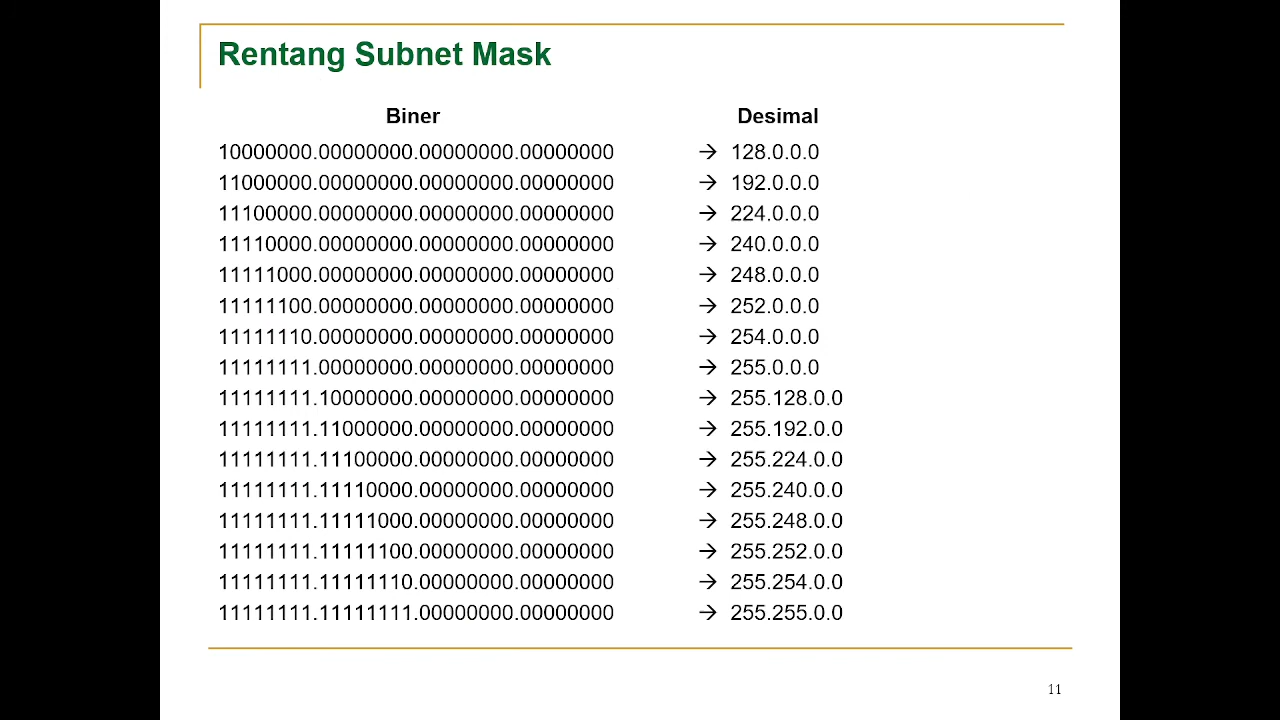 Rentang Subnet Mask
Biner Desimal
10000000.00000000.00000000.00000000 → 128.0.0.0
11000000.00000000.00000000.00000000 → 192.0.0.0
11100000.00000000.00000000.00000000 → 224.0.0.0
11110000.00000000.00000000.00000000 → 240.0.0.0
11111000.00000000.00000000.00000000 → 248.0.0.0
11111100.00000000.00000000.00000000 → 252.0.0.0
11111110.00000000.00000000.00000000 → 254.0.0.0
11111111.00000000.00000000.00000000 → 255.0.0.0
11111111.10000000.00000000.00000000 → 255.128.0.0
11111111.11000000.00000000.00000000 → 255.192.0.0
11111111.11100000.00000000.00000000 → 255.224.0.0
11111111.11110000.00000000.00000000 → 255.240.0.0
11111111.11111000.00000000.00000000 → 255.248.0.0
11111111.11111100.00000000.00000000 → 255.252.0.0
11111111.11111110.00000000.00000000 → 255.254.0.0
11111111.11111111.00000000.00000000 → 255.255.0.0
11